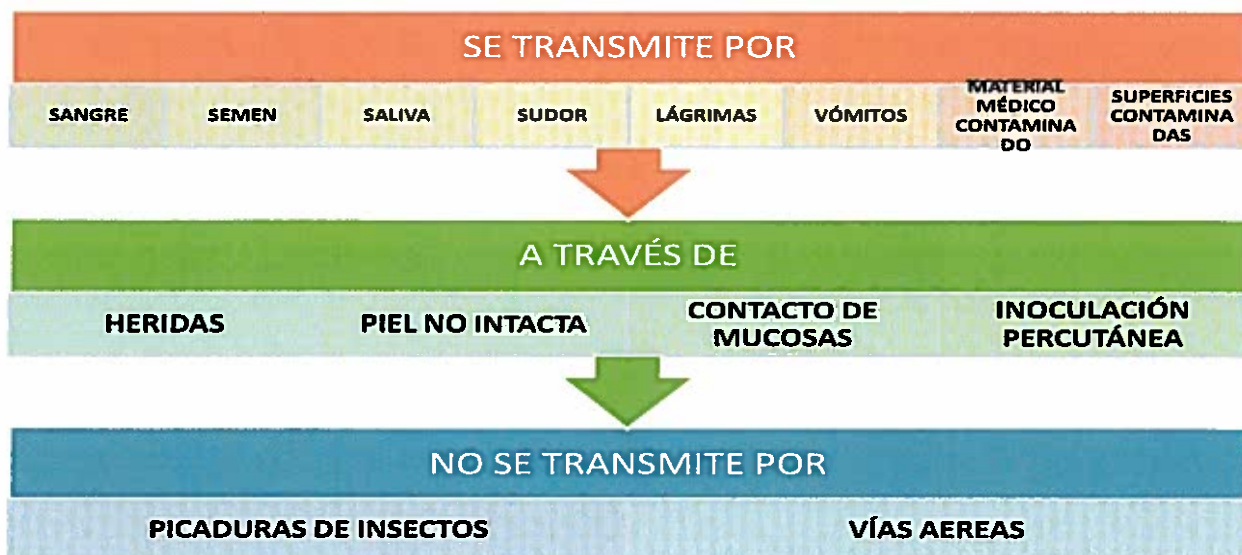 SE TRANSMITE POR
SANGRE
SEMEN
SALIVA
SUDOR
LÁGRIMAS
VÓMITOS
MATERIAL
MÉDICO
CONTAMINA
DO
SUPERFICIES
CONTAMINA
DAS
A TRAVÉS DE
HERIDAS
PIEL NO INTACTA
CONTACTO DE
MUCOSAS
INOCULACIÓN
PERCUTÁNEA
NO SE TRANSMITE POR
PICADURAS DE INSECTOS
VÍAS AEREAS